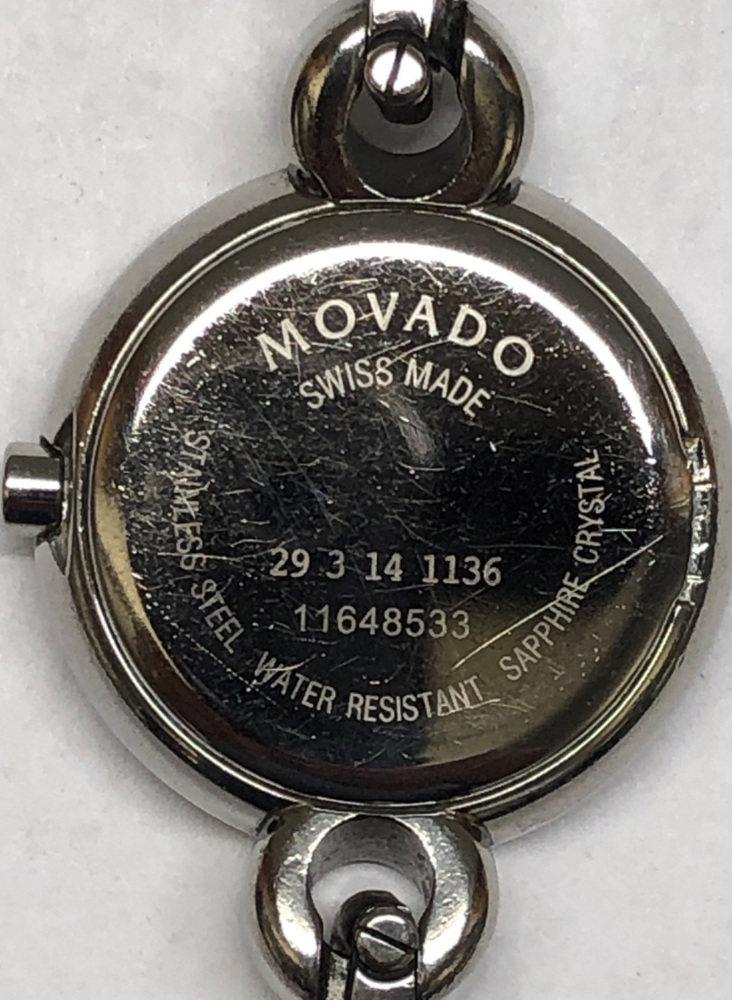 MOVADO
SWISS MADE
29 3 14 1136
11648533
STAINLESS STEEL WATER RESISTANT SAPPHIRE CRYSTAL